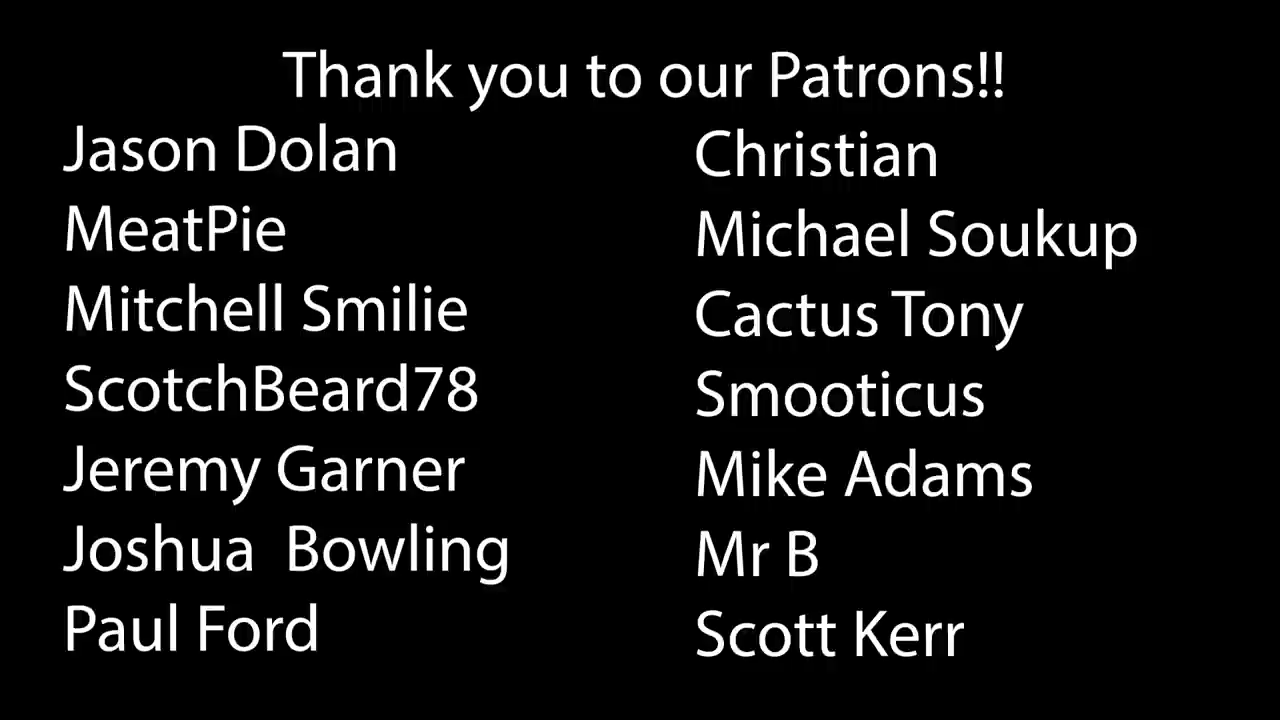 Thank you to our Patrons!!
Jason Dolan
MeatPie
Mitchell Smilie
ScotchBeard78
Jeremy Garner
Joshua  Bowling
Paul Ford
Christian
Michael Soukup
Cactus Tony
Smooticus
Mike Adams
Mr B
Scott Kerr